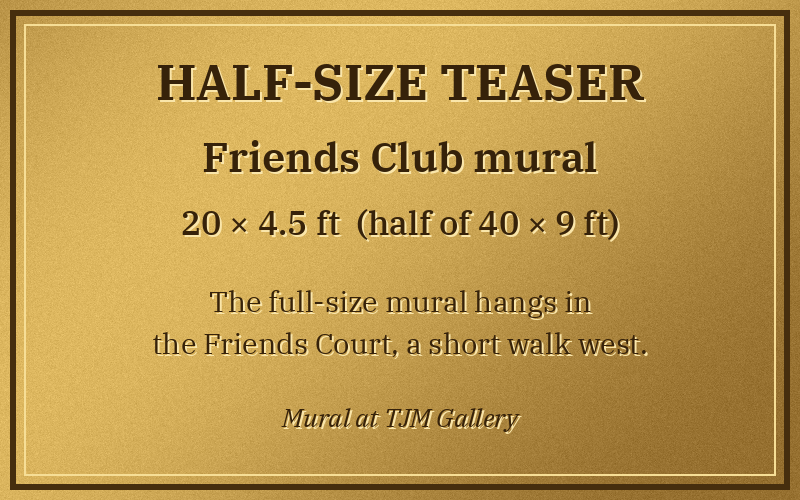 HALF-SIZE TEASER
Friends Club mural
20 × 4.5 ft (half of 40 × 9 ft)
The full-size mural hangs in
the Friends Court, a short walk west.
Mural at TJM Gallery